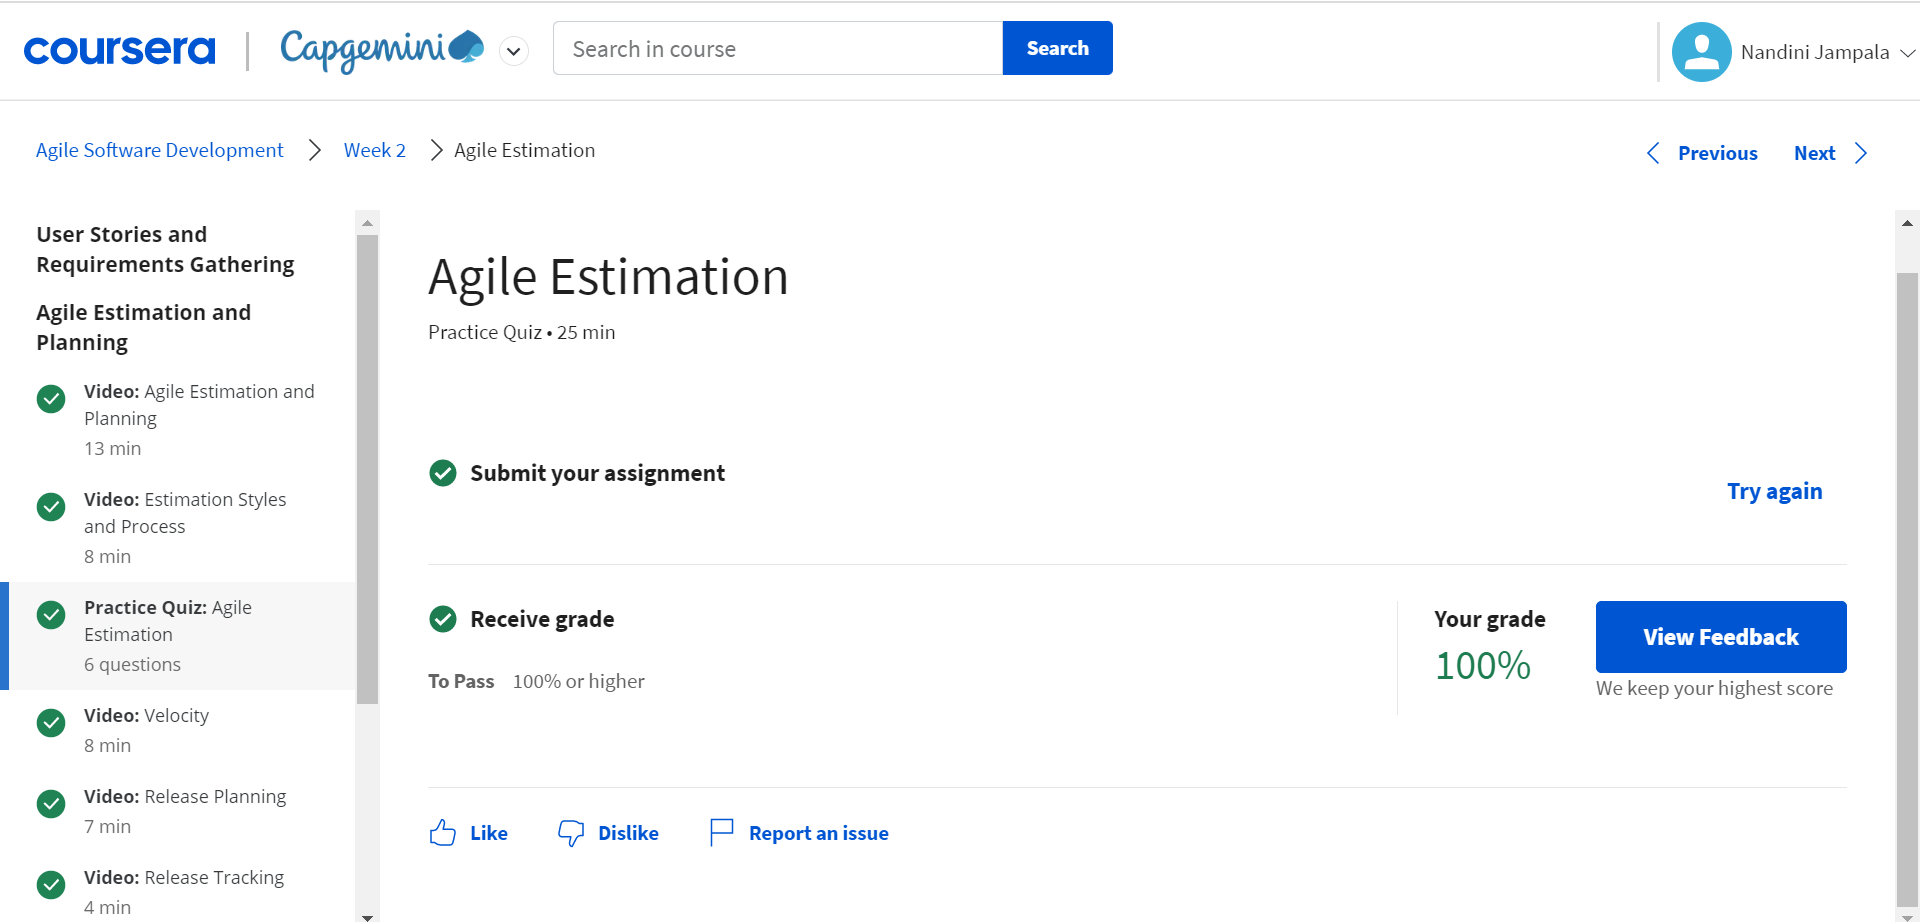 coursera
Capgemini
Search in course
Search
Nandini Jampala
Agile Software Development
Week 2
Agile Estimation
Previous
Next
User Stories and
Requirements Gathering
Agile Estimation and
Planning
Video: Agile Estimation and
Planning
13 min
Video: Estimation Styles
and Process
8 min
Practice Quiz: Agile
Estimation
6 questions
Video: Velocity
8 min
Video: Release Planning
7 min
Video: Release Tracking
4 min
Agile Estimation
Practice Quiz • 25 min
Submit your assignment
Try again
Receive grade
To Pass 100% or higher
Your grade
100%
View Feedback
We keep your highest score
Like
Dislike
Report an issue